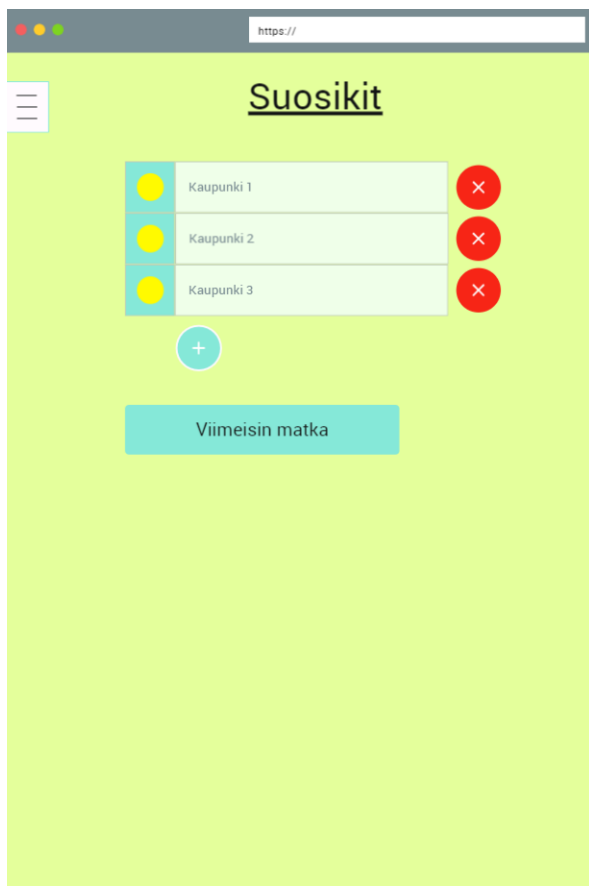 https://
Suosikit
Kaupunki 1
Kaupunki 2
Kaupunki 3
Viimeisin matka